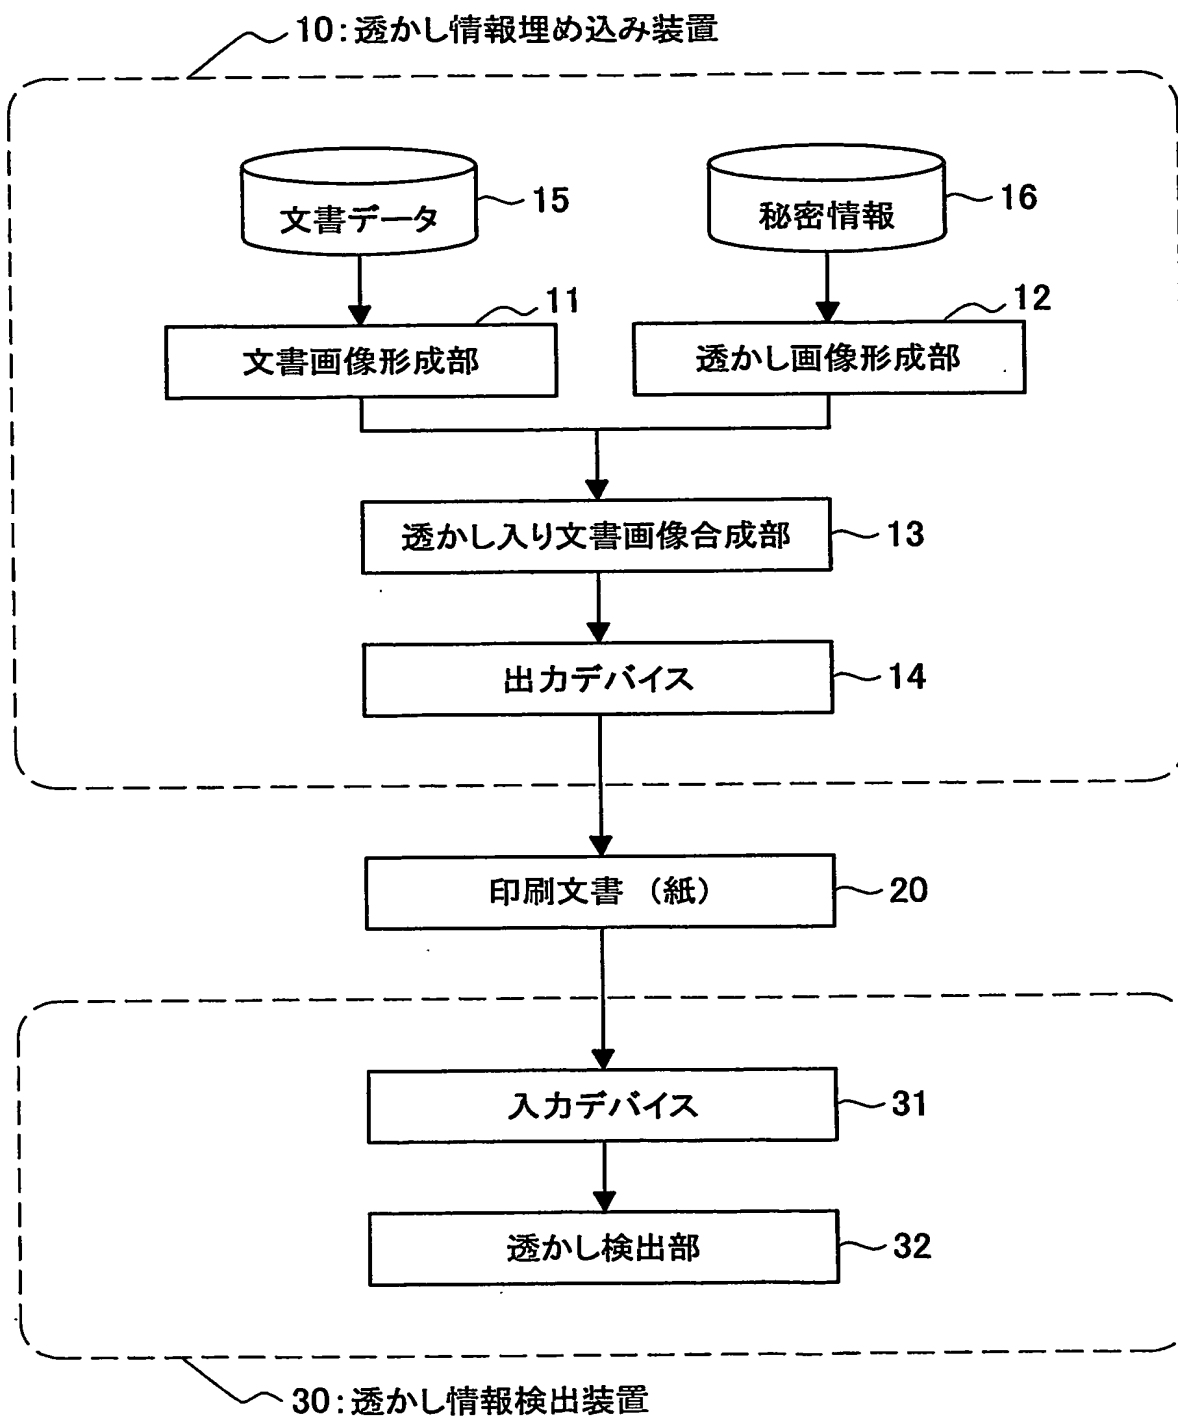 10:透かし情報埋め込み装置
文書データ
15
秘密情報
16
11
12
文書画像形成部
透かし画像形成部
透かし入り文書画像合成部
13
出力デバイス
14
印刷文書 (紙)
20
入力デバイス
31
透かし検出部
32
30:透かし情報検出装置